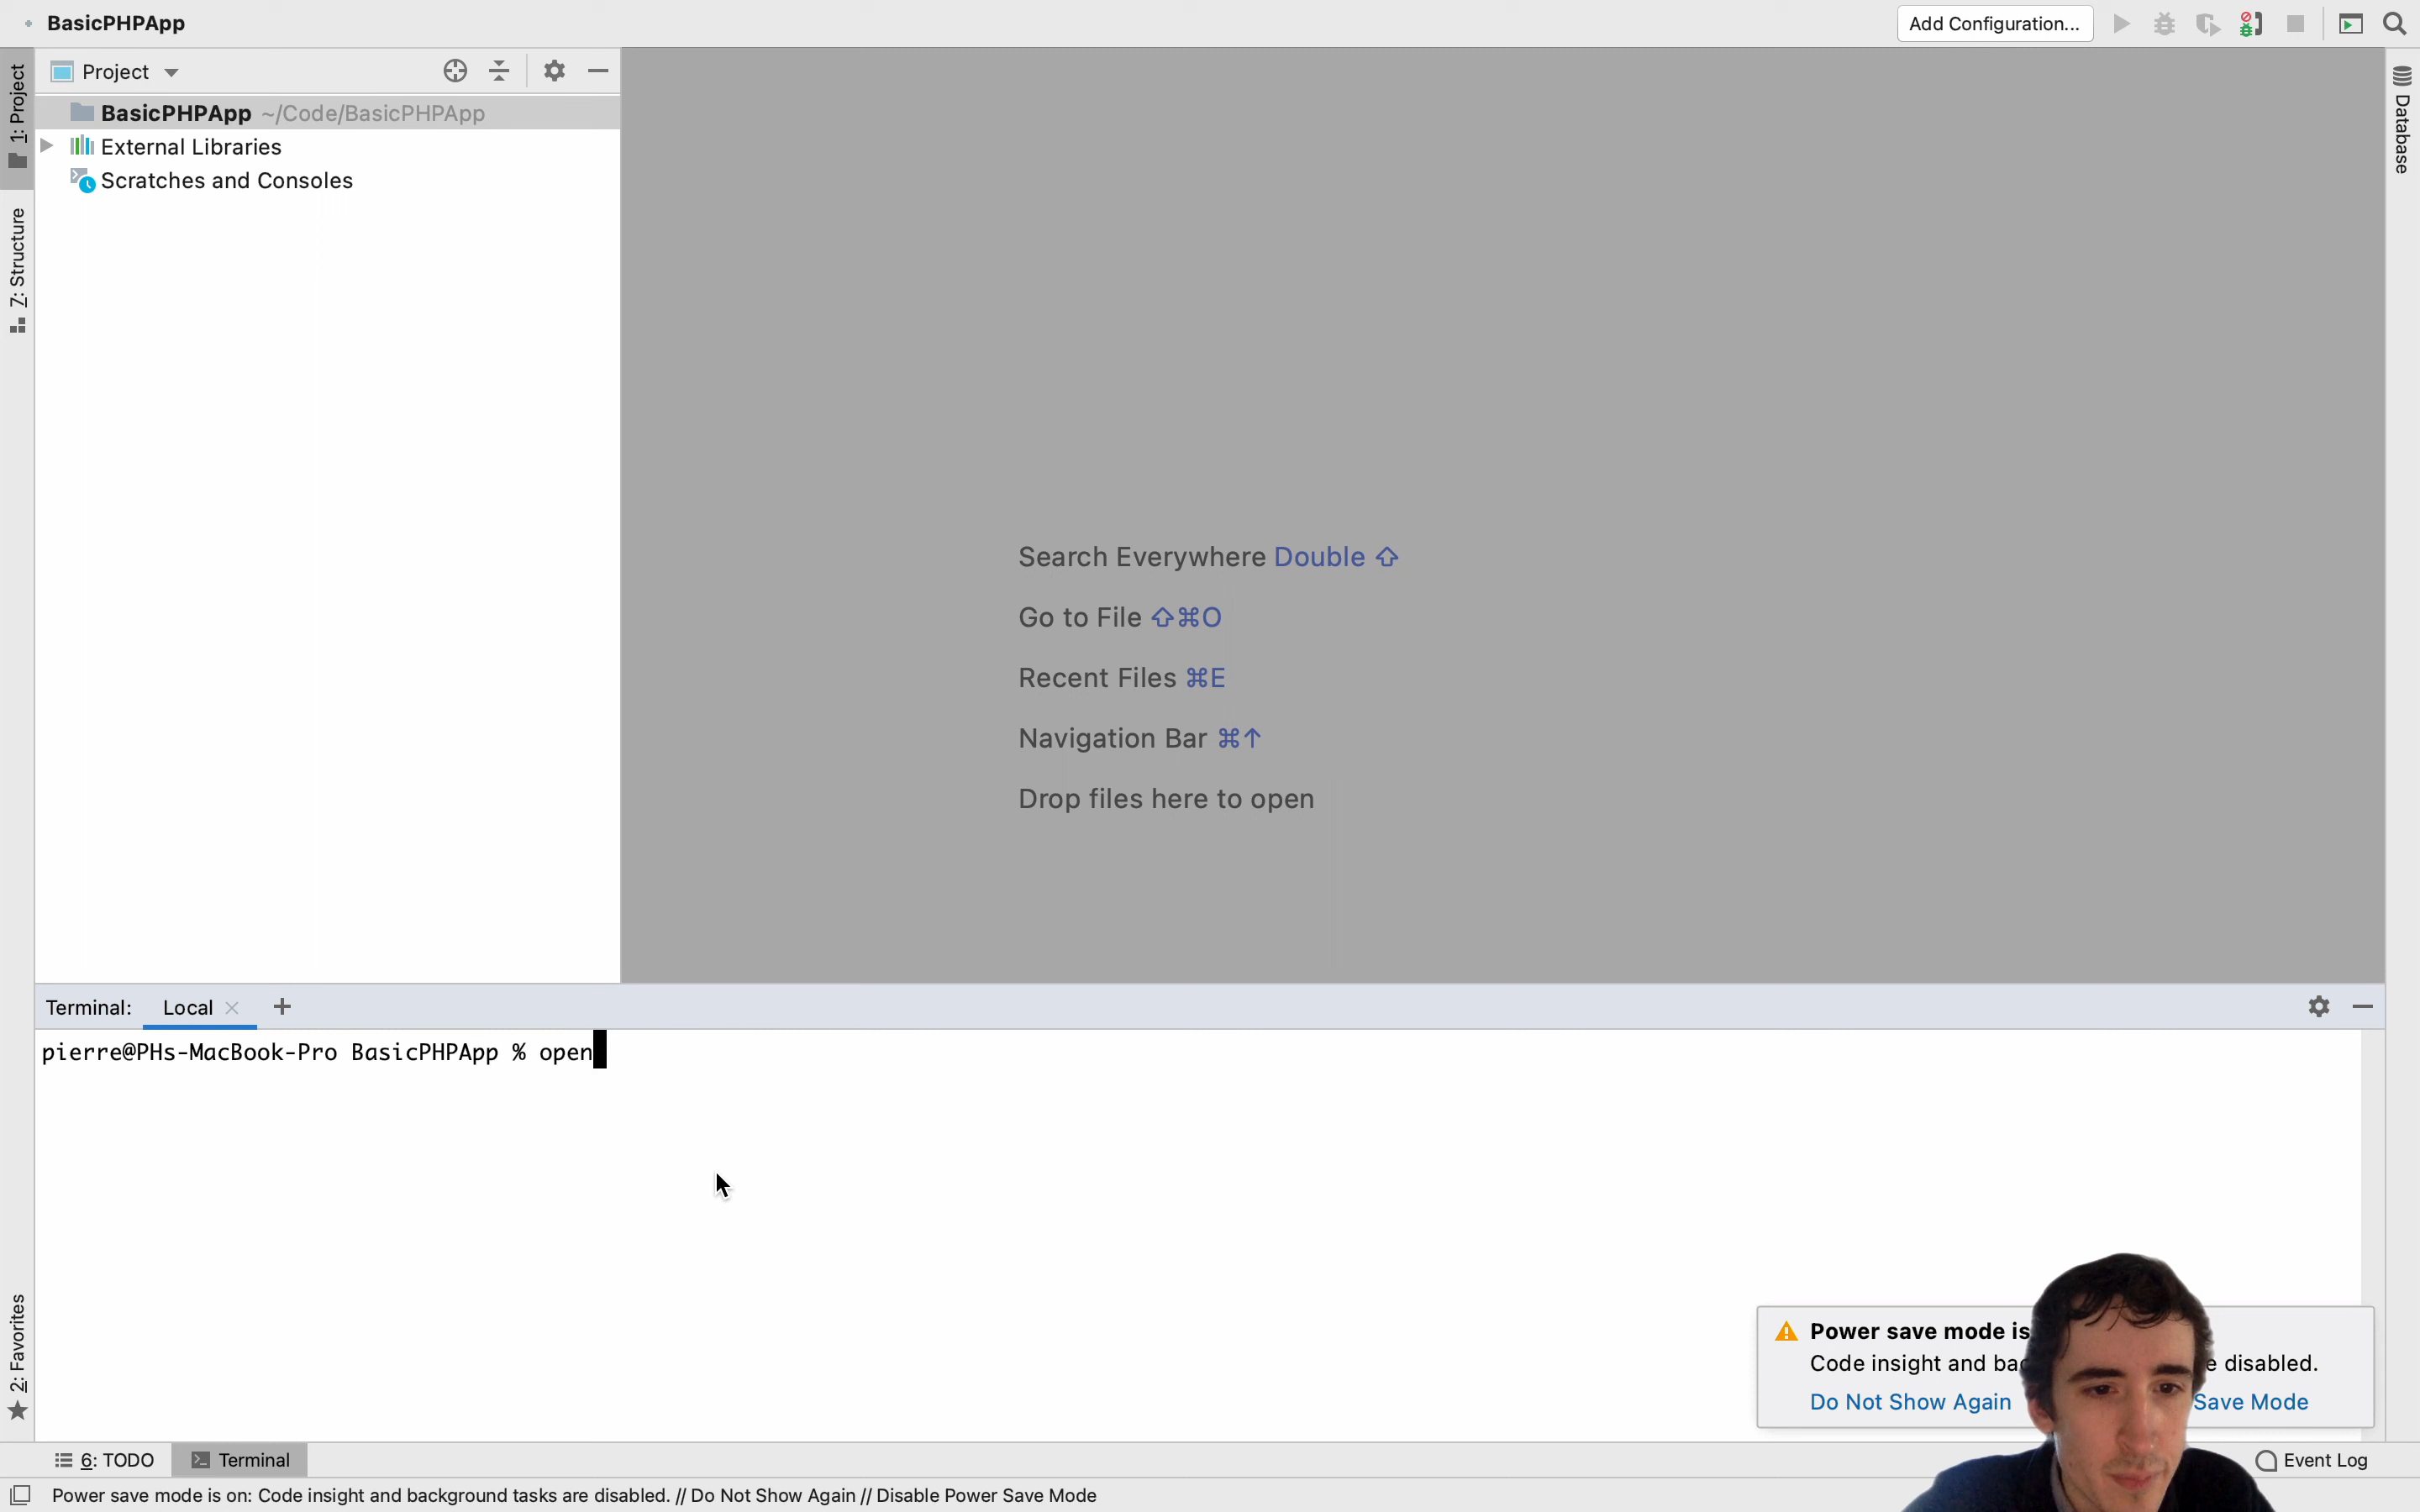 BasicPHPApp
Add Configuration...
1: Project
Project
BasicPHPApp ~/Code/BasicPHPApp
External Libraries
Scratches and Consoles
7: Structure
Database
Search Everywhere Double ⇧
Go to File ⇧⌘O
Recent Files ⌘E
Navigation Bar ⌘↑
Drop files here to open
Terminal: Local
pierre@PHs-MacBook-Pro BasicPHPApp % open
2: Favorites
Power save mode is
Code insight and disabled.
Do Not Show Again Save Mode
6: TODO Terminal Event Log
Power save mode is on: Code insight and background tasks are disabled. // Do Not Show Again // Disable Power Save Mode